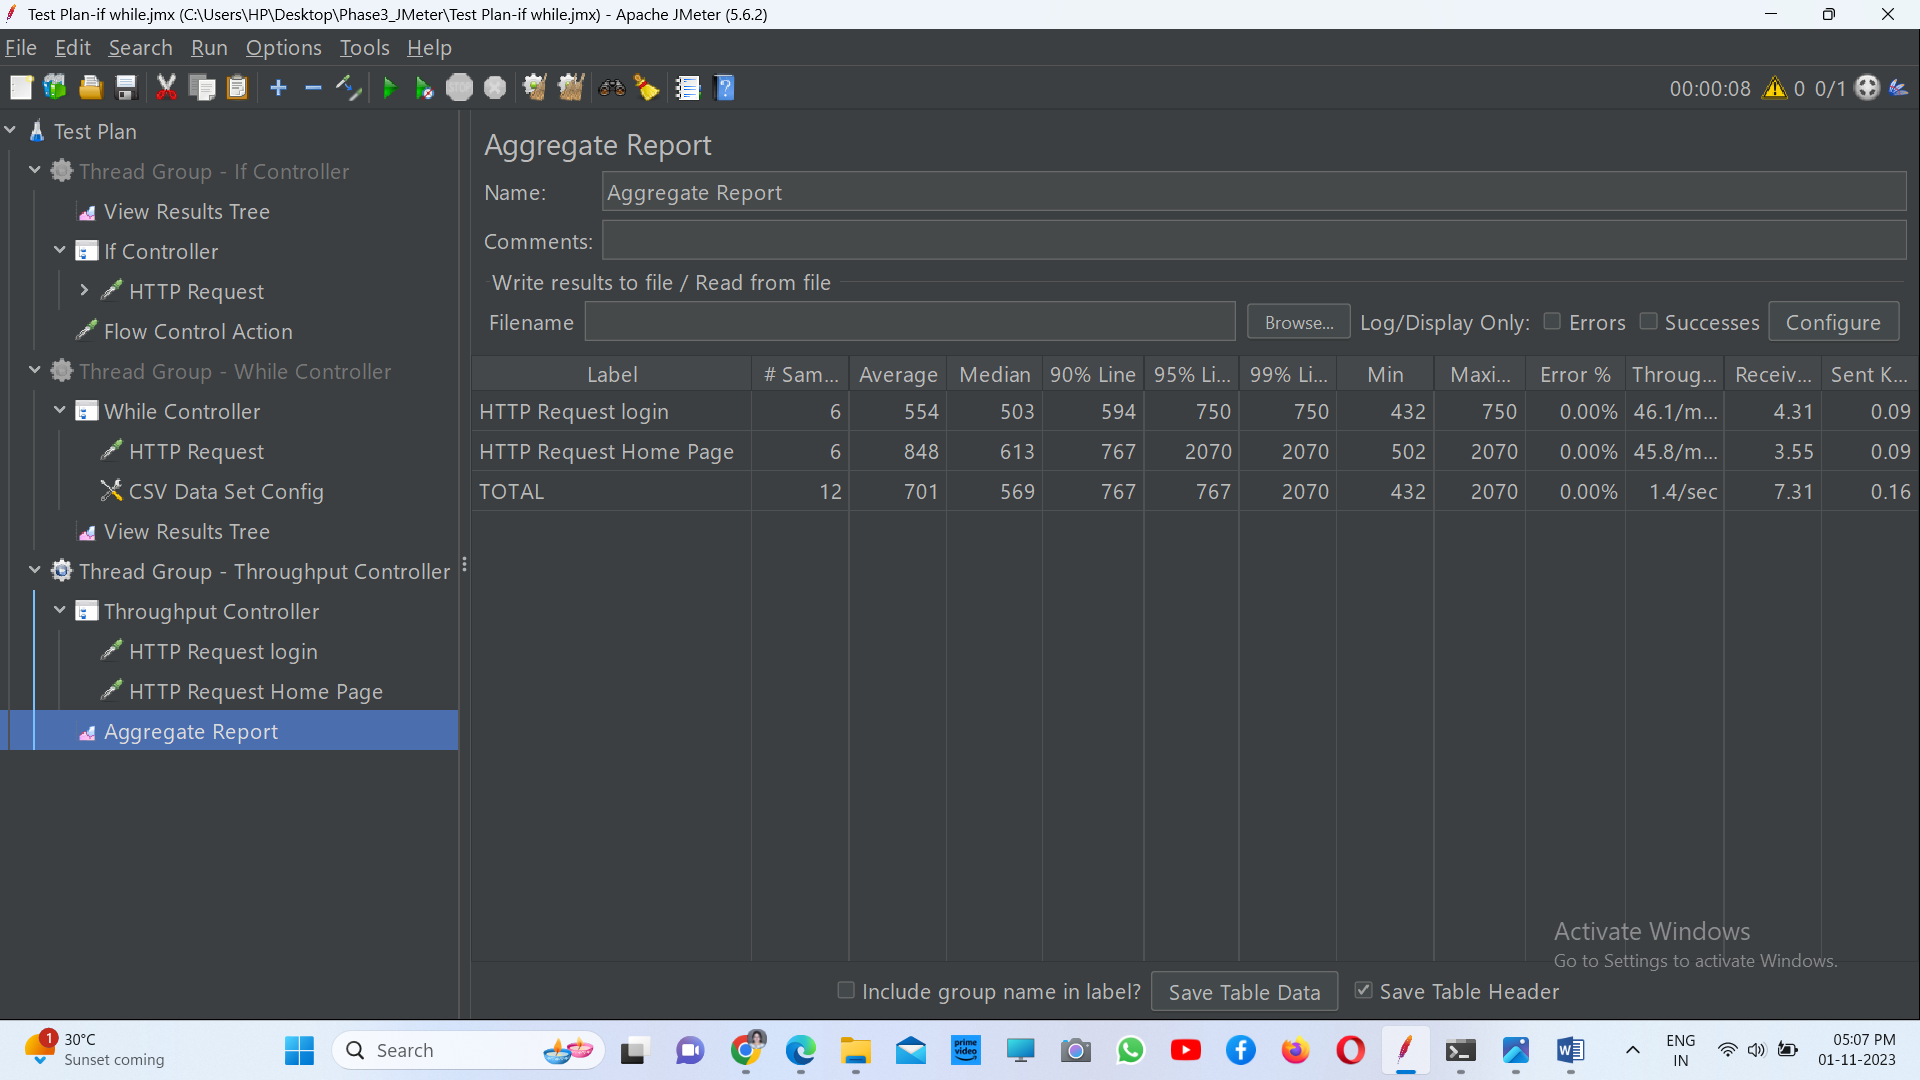 Test Plan-if while.jmx (C:\Users\HP\Desktop\Phase3_JMeter\Test Plan-if while.jmx) - Apache JMeter (5.6.2)
File Edit Search Run Options Tools Help
STOP 00:00:08 0 0/1
Test Plan
Thread Group - If Controller
View Results Tree
If Controller
HTTP Request
Flow Control Action
Thread Group - While Controller
While Controller
HTTP Request
CSV Data Set Config
View Results Tree
Thread Group - Throughput Controller
Throughput Controller
HTTP Request login
HTTP Request Home Page
Aggregate Report
Aggregate Report
Name: Aggregate Report
Comments:
Write results to file / Read from file
Filename Browse... Log/Display Only: Errors Successes Configure
Label # Sam... Average Median 90% Line 95% Li... 99% Li... Min Maxi... Error % Throug... Receiv... Sent K...
HTTP Request login 6 554 503 594 750 750 432 750 0.00% 46.1/m... 4.31 0.09
HTTP Request Home Page 6 848 613 767 2070 2070 502 2070 0.00% 45.8/m... 3.55 0.09
TOTAL 12 701 569 767 767 2070 432 2070 0.00% 1.4/sec 7.31 0.16
Activate Windows
Go to Settings to activate Windows.
Include group name in label? Save Table Data Save Table Header
1 30°C
Sunset coming
Search
prime video
ENG
IN
05:07 PM
01-11-2023